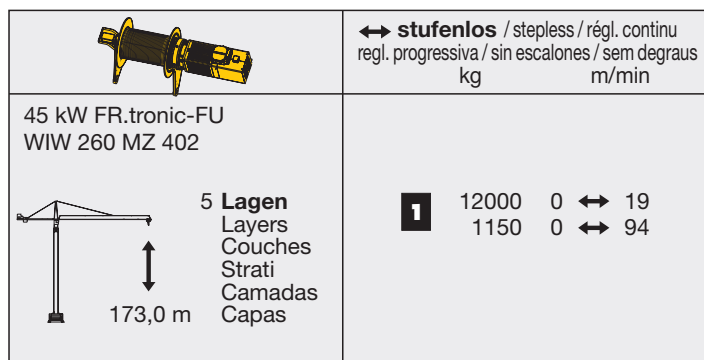 ↔ stufenlos / stepless / régl. continu
regl. progressiva / sin escalones / sem degraus
kg m/min
45 kW FR.tronic-FU
WIW 260 MZ 402
5 Lagen
Layers
Couches
Strati
Camadas
173,0 m Capas
1 12000 0 ↔ 19
1150 0 ↔ 94